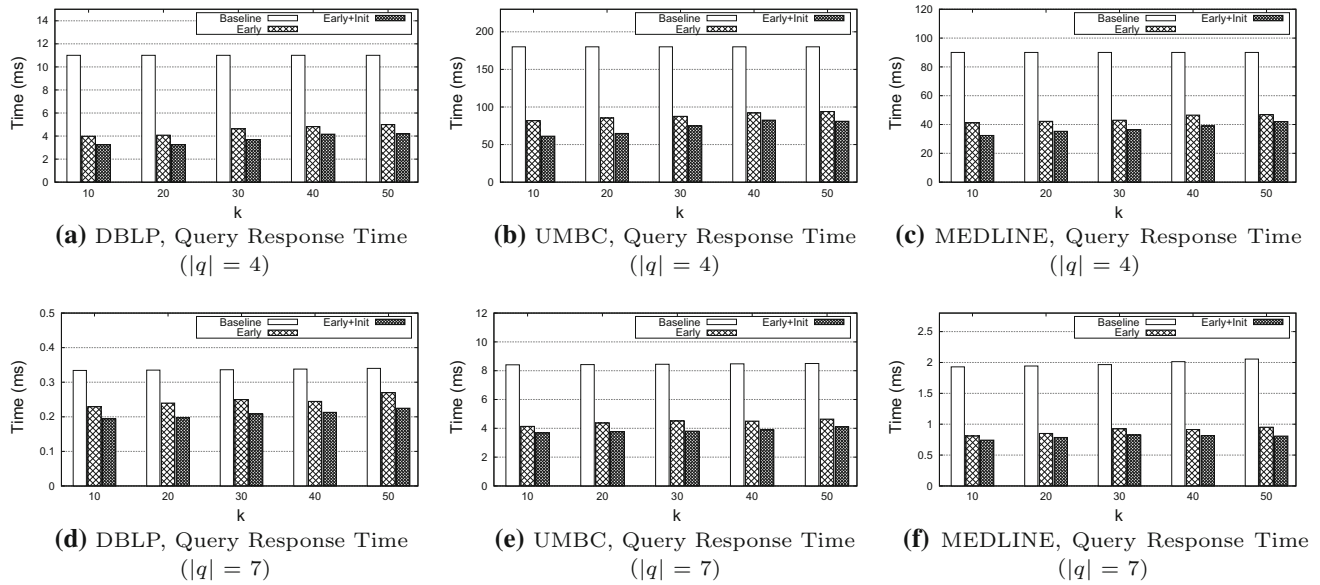 14
12
10
8
6
4
2
0
Time (ms)
Baseline
Early
Early+Init
10 20 30 40 50
k
(a) DBLP, Query Response Time
(|q| = 4)
200
150
100
50
0
Time (ms)
Baseline
Early
Early+Init
10 20 30 40 50
k
(b) UMBC, Query Response Time
(|q| = 4)
120
100
80
60
40
20
0
Time (ms)
Baseline
Early
Early+Init
10 20 30 40 50
k
(c) MEDLINE, Query Response Time
(|q| = 4)
0.5
0.4
0.3
0.2
0.1
0
Time (ms)
Baseline
Early
Early+Init
10 20 30 40 50
k
(d) DBLP, Query Response Time
(|q| = 7)
12
10
8
6
4
2
0
Time (ms)
Baseline
Early
Early+Init
10 20 30 40 50
k
(e) UMBC, Query Response Time
(|q| = 7)
2.5
2
1.5
1
0.5
0
Time (ms)
Baseline
Early
Early+Init
10 20 30 40 50
k
(f) MEDLINE, Query Response Time
(|q| = 7)